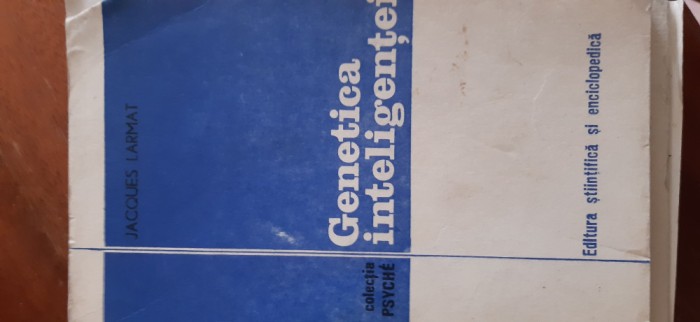 JACQUES LARMAT
Genetica
inteligenței
colecția
PSYCHÉ
Editura științifică și enciclopedică